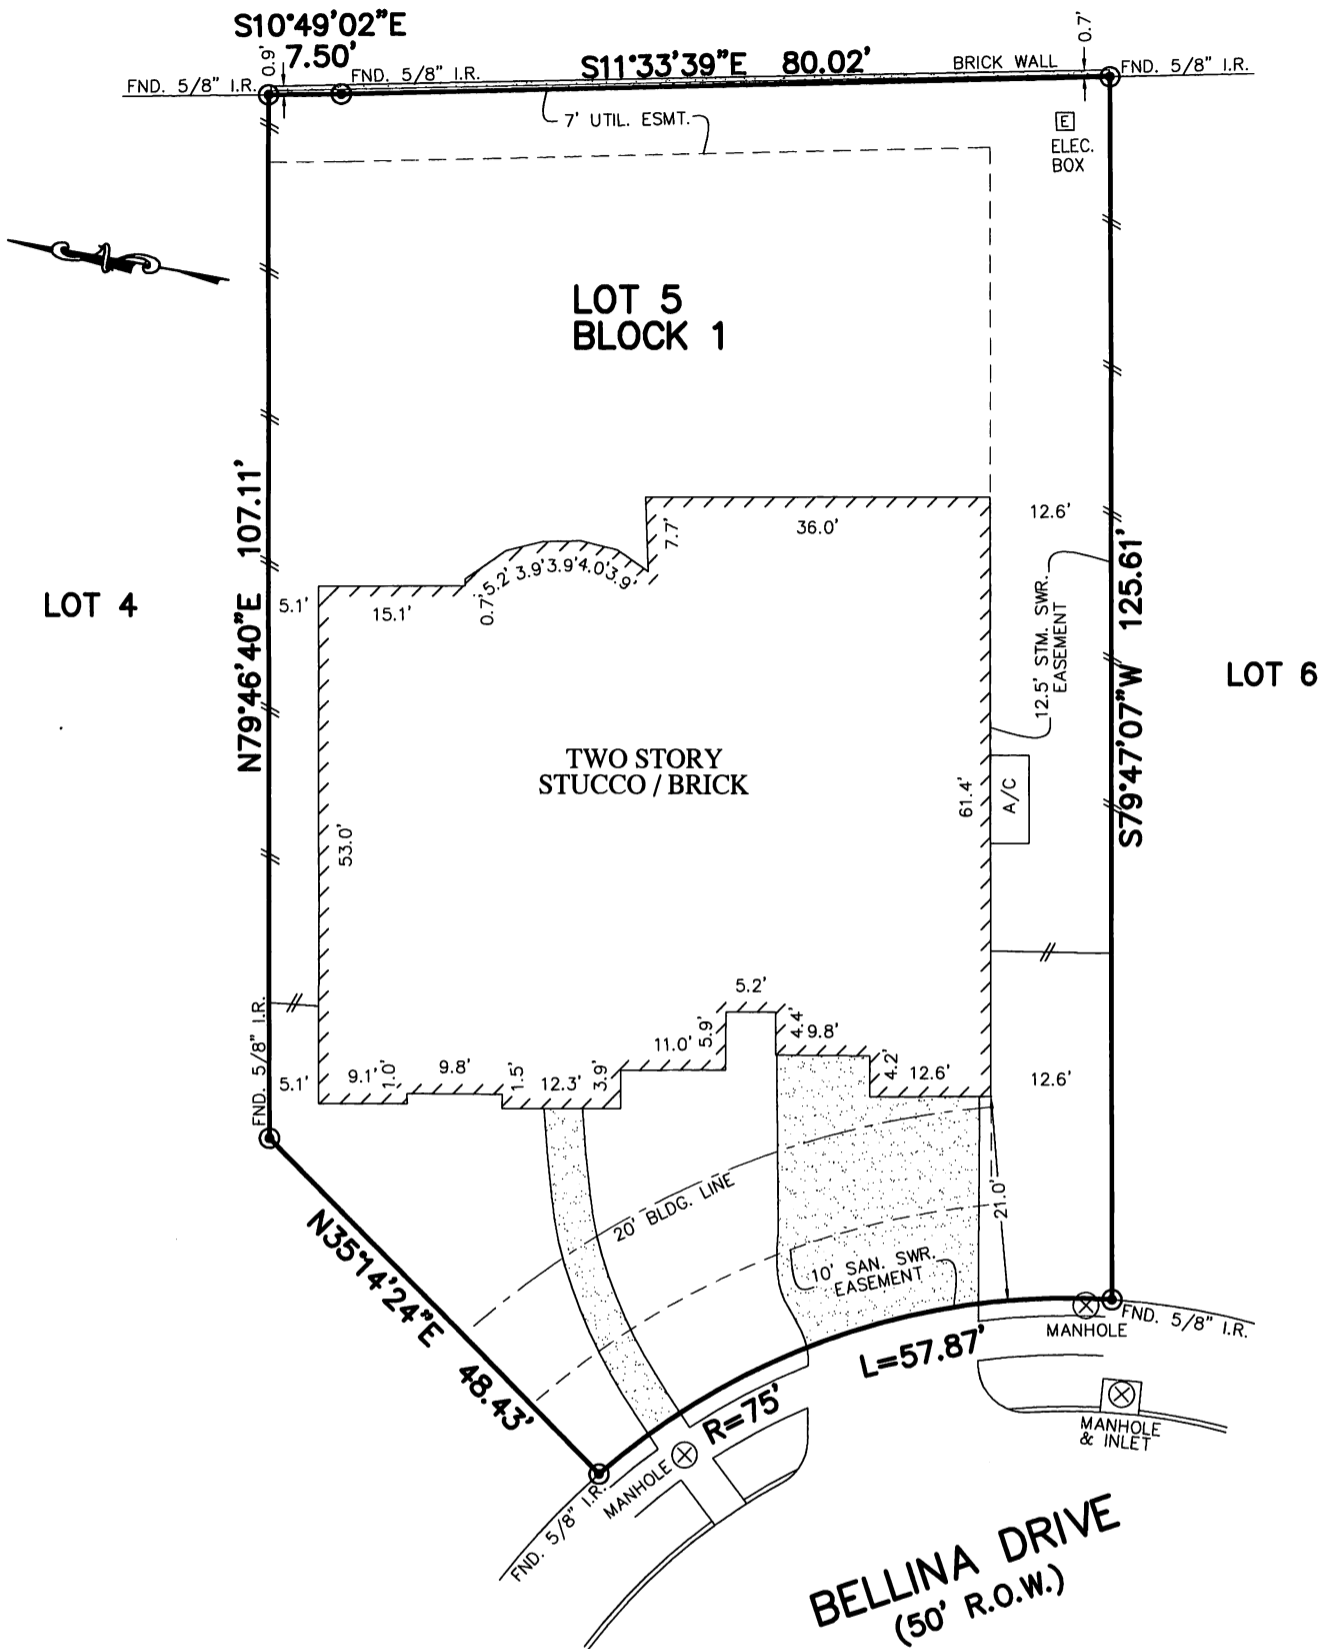 S10°49'02"E
7.50'
0.9'
FND. 5/8" I.R.
FND. 5/8" I.R.
S11°33'39"E 80.02'
BRICK WALL
0.7'
FND. 5/8" I.R.
7' UTIL. ESMT.
E
ELEC.
BOX
LOT 5
BLOCK 1
N79°46'40"E 107.11'
LOT 4
5.1'
15.1'
0.7'
5.2'
3.9'
3.9'
4.0'
3.9'
7.7'
36.0'
12.6'
12.5' STM. SWR.
EASEMENT
S79°47'07"W 125.61'
LOT 6
TWO STORY
STUCCO / BRICK
53.0'
61.4'
A/C
FND. 5/8" I.R.
5.1'
9.1'
1.0'
9.8'
1.5'
12.3'
3.9'
11.0'
5.9'
5.2'
4.4'
9.8'
4.2'
12.6'
12.6'
20' BLDG. LINE
21.0'
10' SAN. SWR.
EASEMENT
N35°14'24"E 48.43'
L=57.87'
R=75'
MANHOLE
FND. 5/8" I.R.
MANHOLE
& INLET
MANHOLE
FND. 5/8" I.R.
BELLINA DRIVE
(50' R.O.W.)